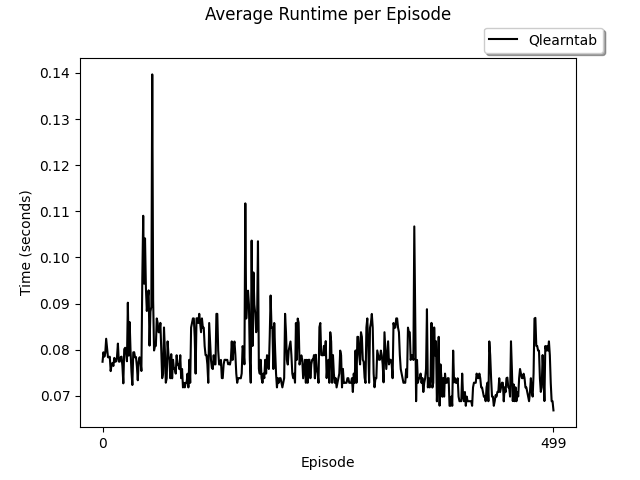 Average Runtime per Episode
Qlearntab
Time (seconds)
0.14
0.13
0.12
0.11
0.10
0.09
0.08
0.07
0
499
Episode